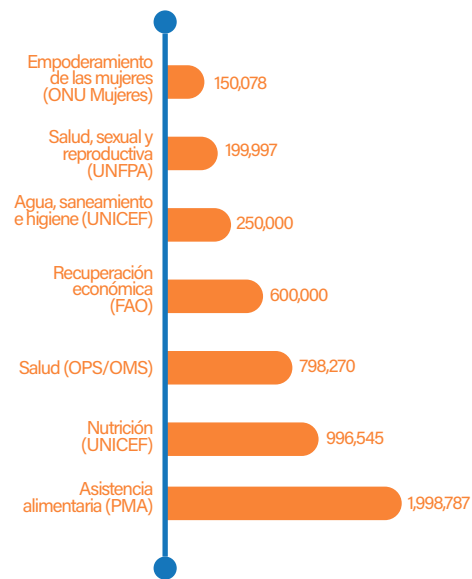 Empoderamiento
de las mujeres
(ONU Mujeres)
150,078
Salud, sexual y
reproductiva
(UNFPA)
199,997
Agua, saneamiento
e higiene (UNICEF)
250,000
Recuperación
económica
(FAO)
600,000
Salud (OPS/OMS)
798,270
Nutrición
(UNICEF)
996,545
Asistencia
alimentaria (PMA)
1,998,787